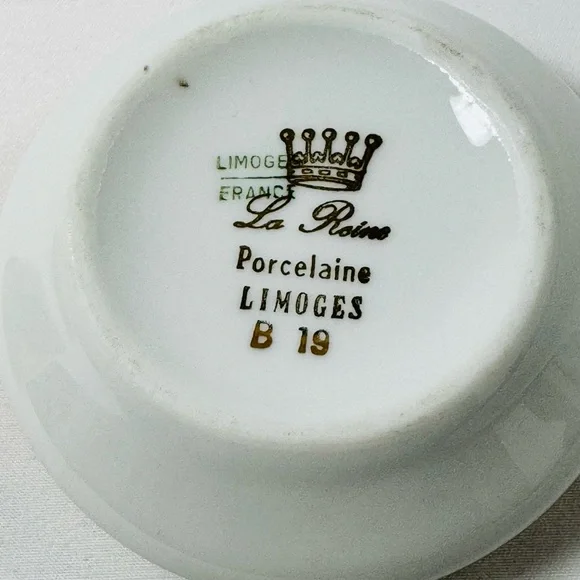 LIMOGES
FRANCE
La Reine
Porcelaine
LIMOGES
B 19